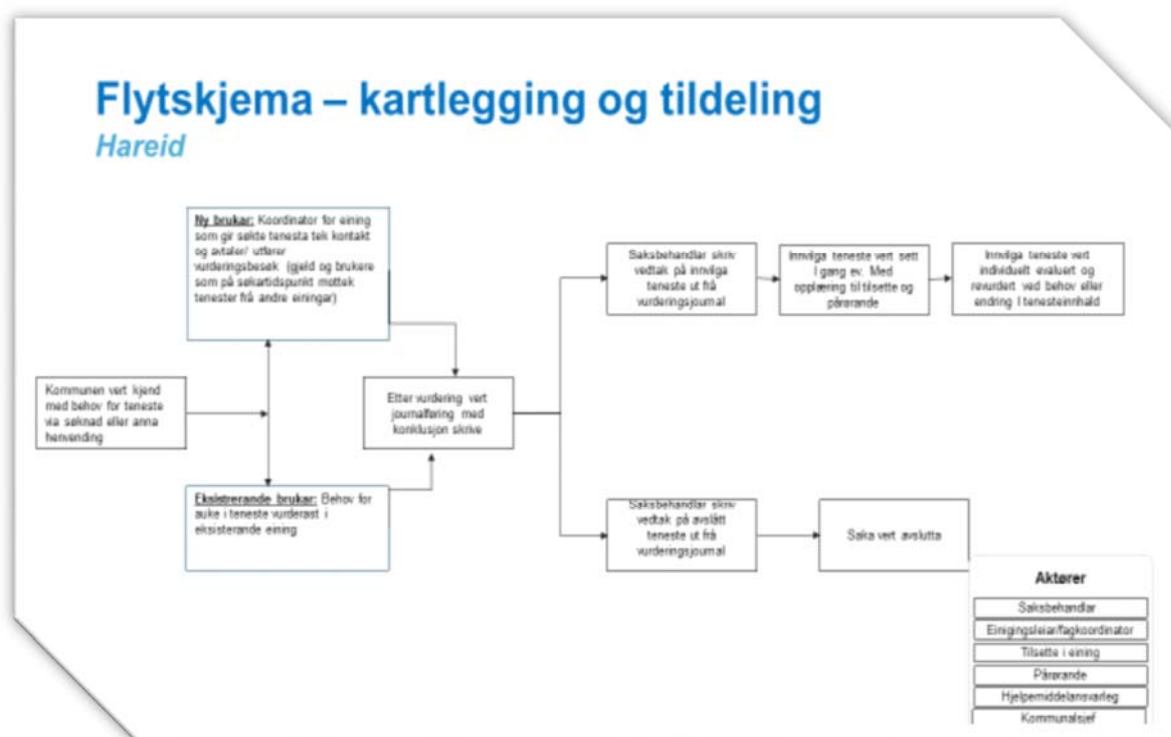 Flytskjema – kartlegging og tildeling
Hareid
Ny brukar: Koordinator for eining
som gir søkte tenesta tek kontakt
og avtaler/ utfører
vurderingsbesøk (gjeld og brukere
som på søkartidspunkt mottek
tenester frå andre einingar)
Kommunen vert kjend
med behov for teneste
via søknad eller anna
henvending
Eksistrerande brukar: Behov for
auke i teneste vurderast i
eksisterande eining
Etter vurdering vert
journalføring med
konklusjon skrive
Saksbehandlar skriv
vedtak på innvilga
teneste ut frå
vurderingsjournal
Innvilga teneste vert sett
I gang ev. Med
opplæring til tilsette og
pårørande
Innvilga teneste vert
individuelt evaluert og
revurdert ved behov eller
endring I tenesteinnhald
Saksbehandlar skriv
vedtak på avslått
teneste ut frå
vurderingsjournal
Saka vert avslutta
Aktører
Saksbehandlar
Einigingsleiar/fagkoordinator
Tilsette i eining
Pårørande
Hjelpemiddelansvarleg
Kommunalsjef